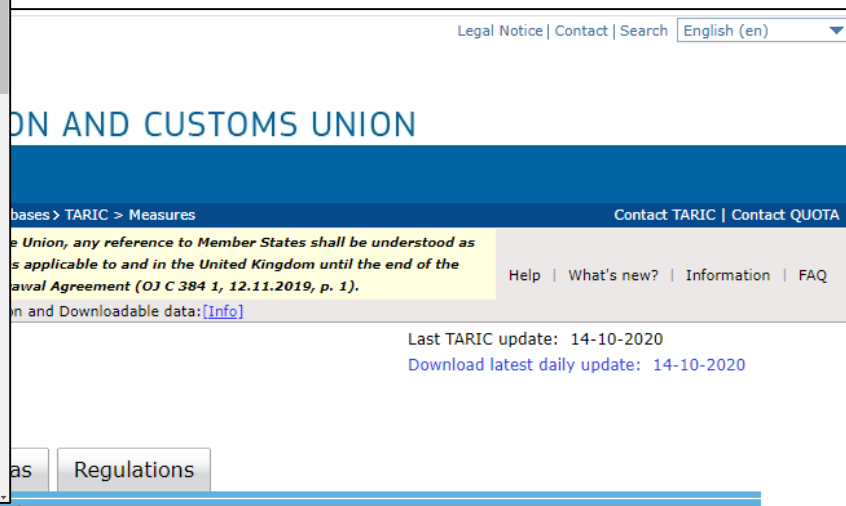 Legal Notice | Contact | Search English (en)
ON AND CUSTOMS UNION
bases > TARIC > Measures Contact TARIC | Contact QUOTA
e Union, any reference to Member States shall be understood as
s applicable to and in the United Kingdom until the end of the
rawal Agreement (OJ C 384 1, 12.11.2019, p. 1).
Help | What's new? | Information | FAQ
on and Downloadable data:[Info]
Last TARIC update: 14-10-2020
Download latest daily update: 14-10-2020
as Regulations